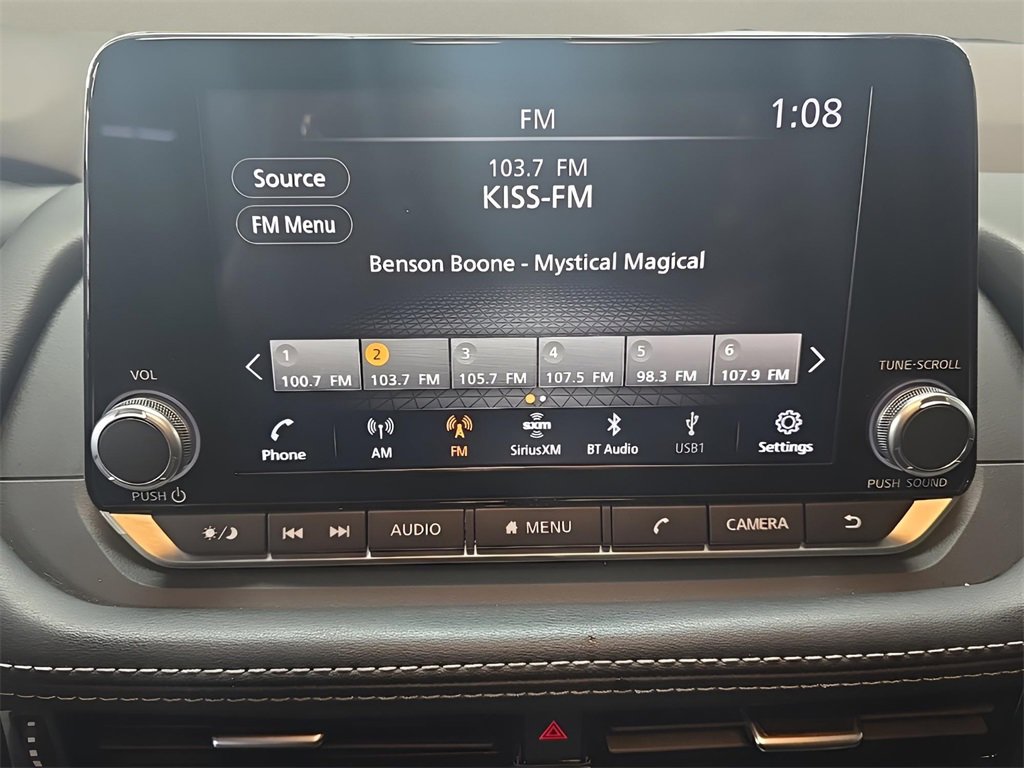 FM
1:08
103.7 FM
KISS-FM
Source
FM Menu
Benson Boone - Mystical Magical
1 2 3 4 5 6
100.7 FM 103.7 FM 105.7 FM 107.5 FM 98.3 FM 107.9 FM
VOL
TUNE-SCROLL
sxm
Phone AM FM SiriusXM BT Audio USB1 Settings
PUSH
PUSH SOUND
AUDIO MENU CAMERA